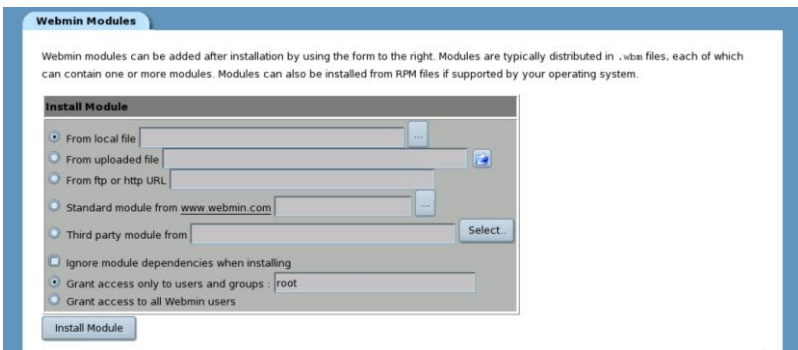 Webmin Modules
Webmin modules can be added after installation by using the form to the right. Modules are typically distributed in .wbm files, each of which
can contain one or more modules. Modules can also be installed from RPM files if supported by your operating system.
Install Module
From local file ...
From uploaded file
From ftp or http URL
Standard module from www.webmin.com ...
Third party module from Select..
Ignore module dependencies when installing
Grant access only to users and groups : root
Grant access to all Webmin users
Install Module